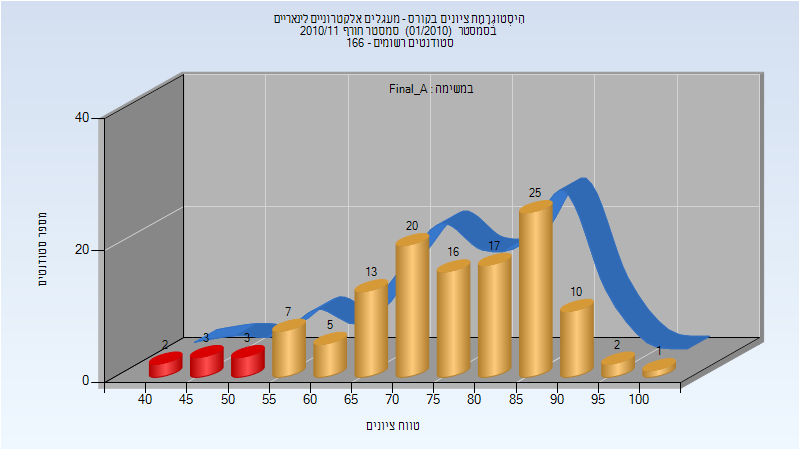 היסטוגרמת ציונים בקורס - מעגלים אלקטרוניים לינאריים
בסמסטר (01/2010) סמסטר חורף 2010/11
סטודנטים רשומים - 166
במשימה : Final_A
מספר סטודנטים
40
20
0
2
3
3
7
5
13
20
16
17
25
10
2
1
40 45 50 55 60 65 70 75 80 85 90 95 100
טווח ציונים